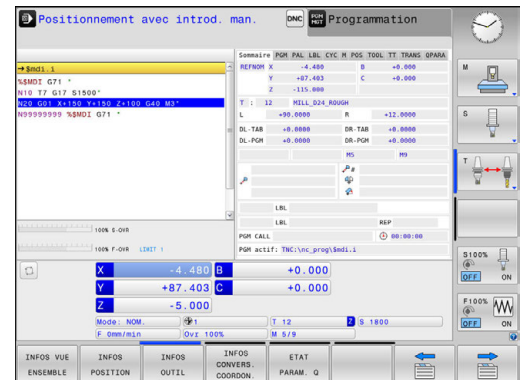 Positionnement avec introd. man.
DNC
PGM MGT
Programmation
→$mdi.i
%$MDI G71 *
N10 T7 G17 S1500*
N20 G01 X+150 Y+150 Z+100 G40 M3*
N99999999 %$MDI G71 *
Sommaire PGM PAL LBL CYC M POS TOOL TT TRANS QPARA
REFNOM X -4.480 B +0.000
Y +87.403 C +0.000
Z -115.000
T : 12 MILL_D24_ROUGH
L +90.0000 R +12.0000
DL-TAB +0.0000 DR-TAB +0.0000
DL-PGM +0.0000 DR-PGM +0.0000
M5 M9
LBL
LBL REP
PGM CALL 00:00:00
PGM actif: TNC:\nc_prog\$mdi.i
100% S-OVR
100% F-OVR LIMIT 1
X -4.480 B +0.000
Y +87.403 C +0.000
Z -5.000
Mode: NOM. 1 T 12 Z S 1800
F 0mm/min Ovr 100% M 5/9
M
S
T
S100%
OFF ON
F100%
OFF ON
INFOS VUE ENSEMBLE
INFOS POSITION
INFOS OUTIL
INFOS CONVERS. COORDON.
ETAT PARAM. Q